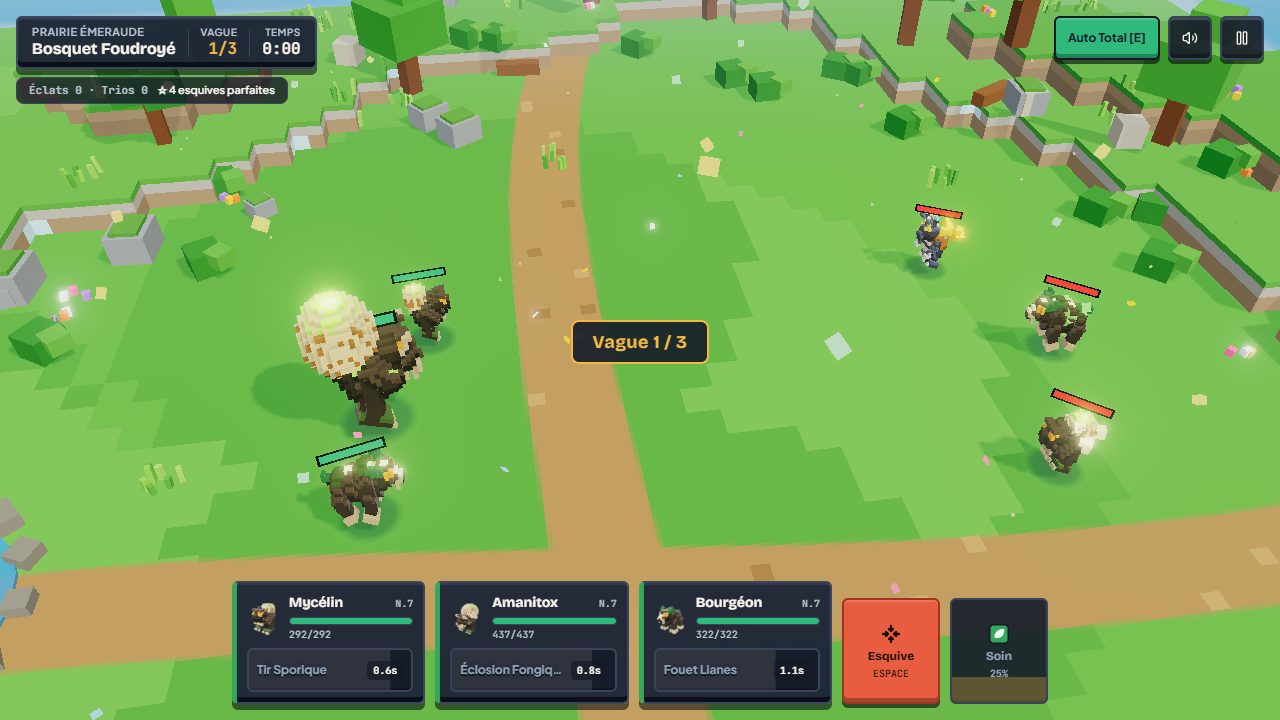 PRAIRIE ÉMERAUDE
Bosquet Foudroyé
VAGUE
1/3
TEMPS
0:00
Éclats 0 · Trios 0 ★ 4 esquives parfaites
Auto Total [E]
Vague 1 / 3
Mycélin N.7
292/292
Tir Sporique 0.6s
Amanitox N.7
437/437
Éclosion Fongiq… 0.8s
Bourgéon N.7
322/322
Fouet Lianes 1.1s
Esquive
ESPACE
Soin
25%